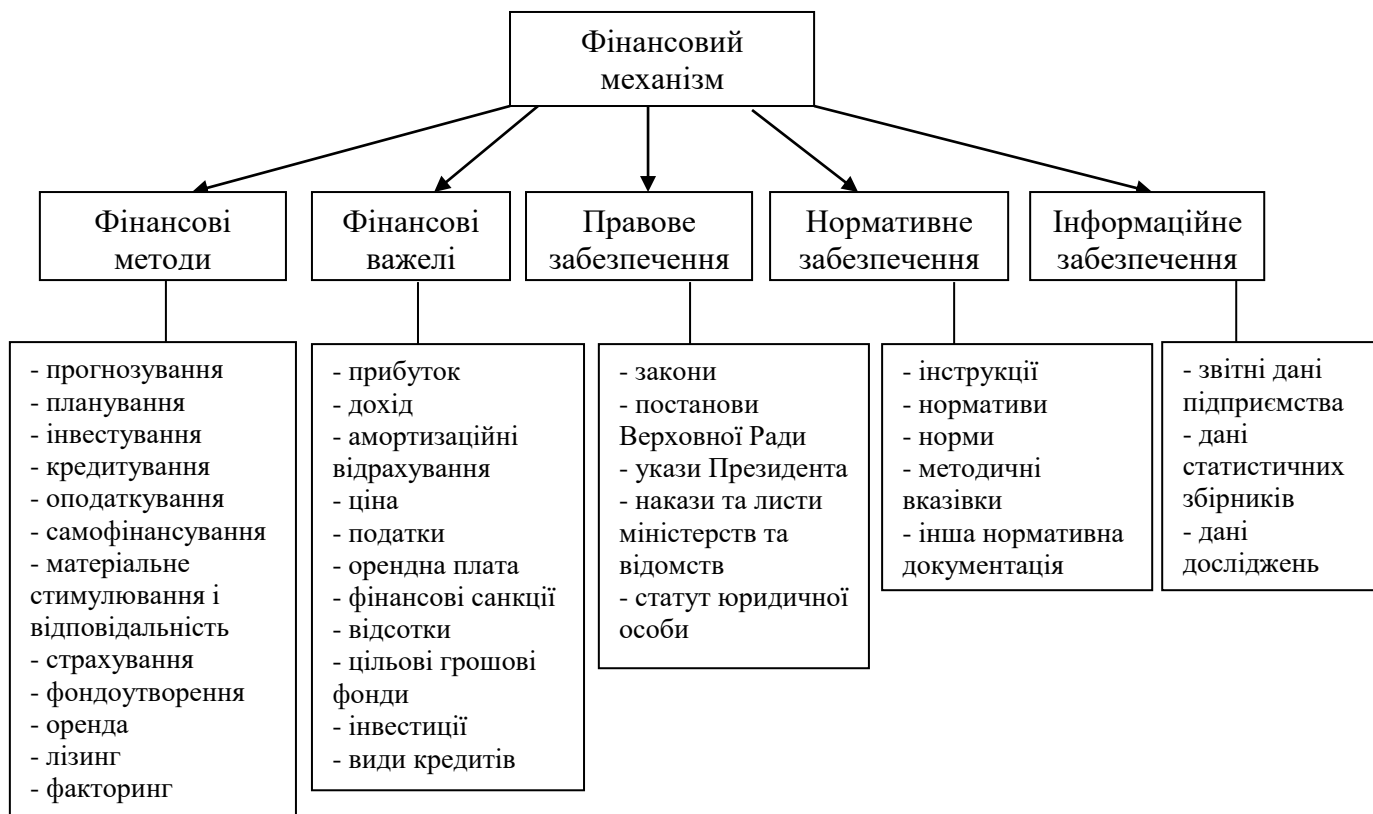 Фінансовий
механізм
Фінансові
методи
Фінансові
важелі
Правове
забезпечення
Нормативне
забезпечення
Інформаційне
забезпечення
- прогнозування
- планування
- інвестування
- кредитування
- оподаткування
- самофінансування
- матеріальне
стимулювання і
відповідальність
- страхування
- фондоутворення
- оренда
- лізинг
- факторинг
- прибуток
- дохід
- амортизаційні
відрахування
- ціна
- податки
- орендна плата
- фінансові санкції
- відсотки
- цільові грошові
фонди
- інвестиції
- види кредитів
- закони
- постанови
Верховної Ради
- укази Президента
- накази та листи
міністерств та
відомств
- статут юридичної
особи
- інструкції
- нормативи
- норми
- методичні
вказівки
- інша нормативна
документація
- звітні дані
підприємства
- дані
статистичних
збірників
- дані
досліджень